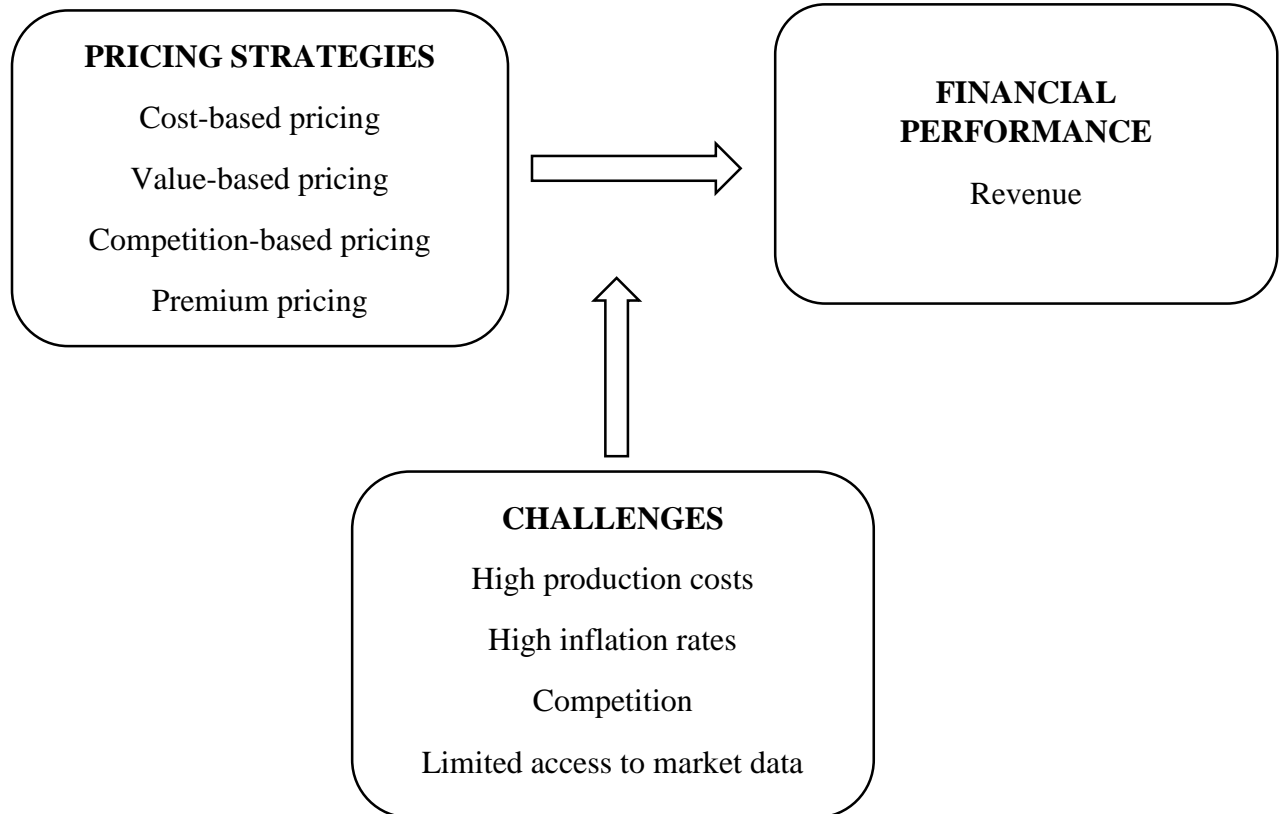 PRICING STRATEGIES
Cost-based pricing
Value-based pricing
Competition-based pricing
Premium pricing
FINANCIAL
PERFORMANCE
Revenue
CHALLENGES
High production costs
High inflation rates
Competition
Limited access to market data